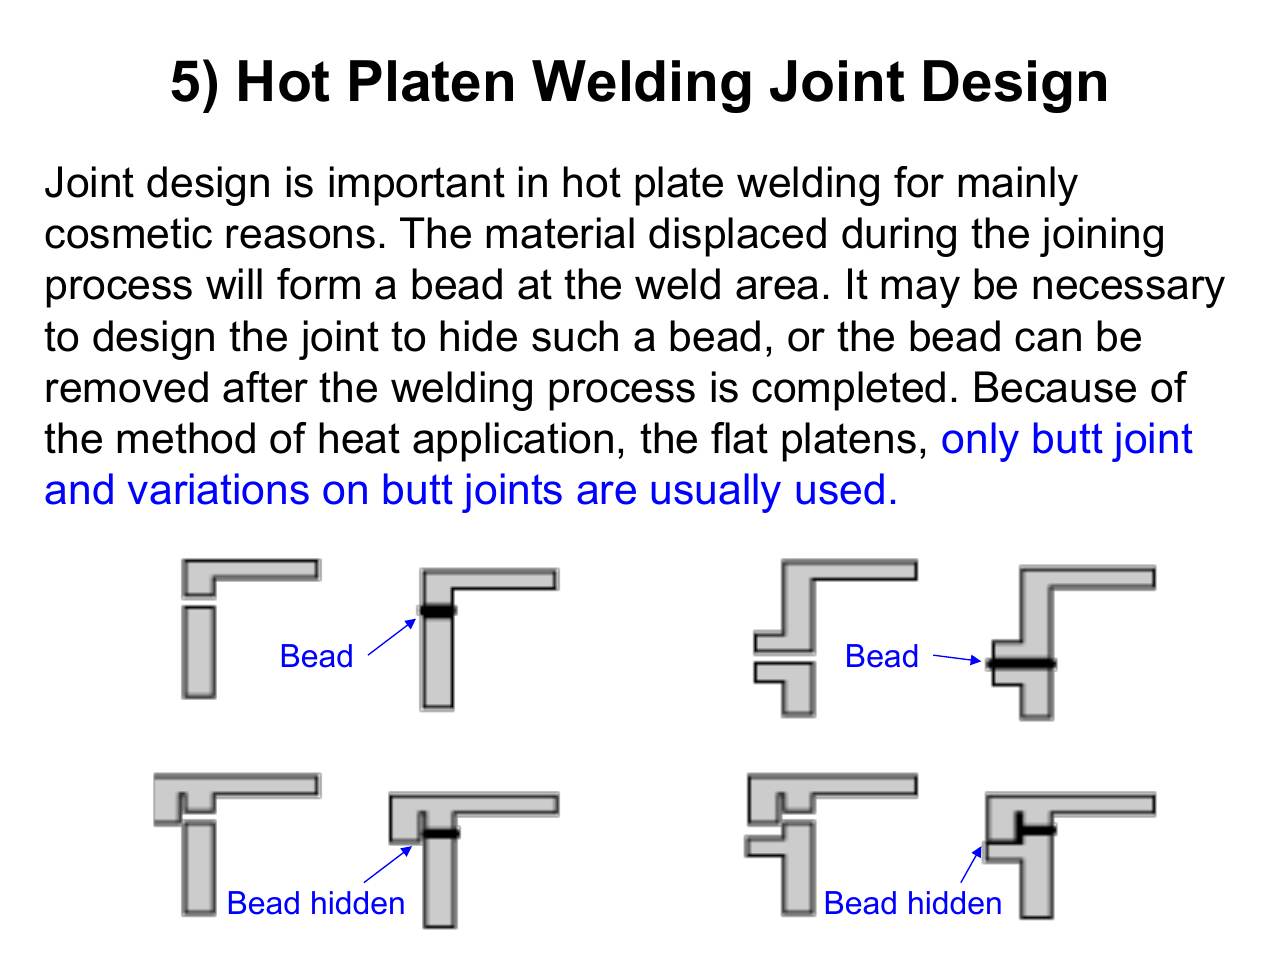 5) Hot Platen Welding Joint Design
Joint design is important in hot plate welding for mainly
cosmetic reasons. The material displaced during the joining
process will form a bead at the weld area. It may be necessary
to design the joint to hide such a bead, or the bead can be
removed after the welding process is completed. Because of
the method of heat application, the flat platens, only butt joint
and variations on butt joints are usually used.
Bead
Bead
Bead hidden
Bead hidden